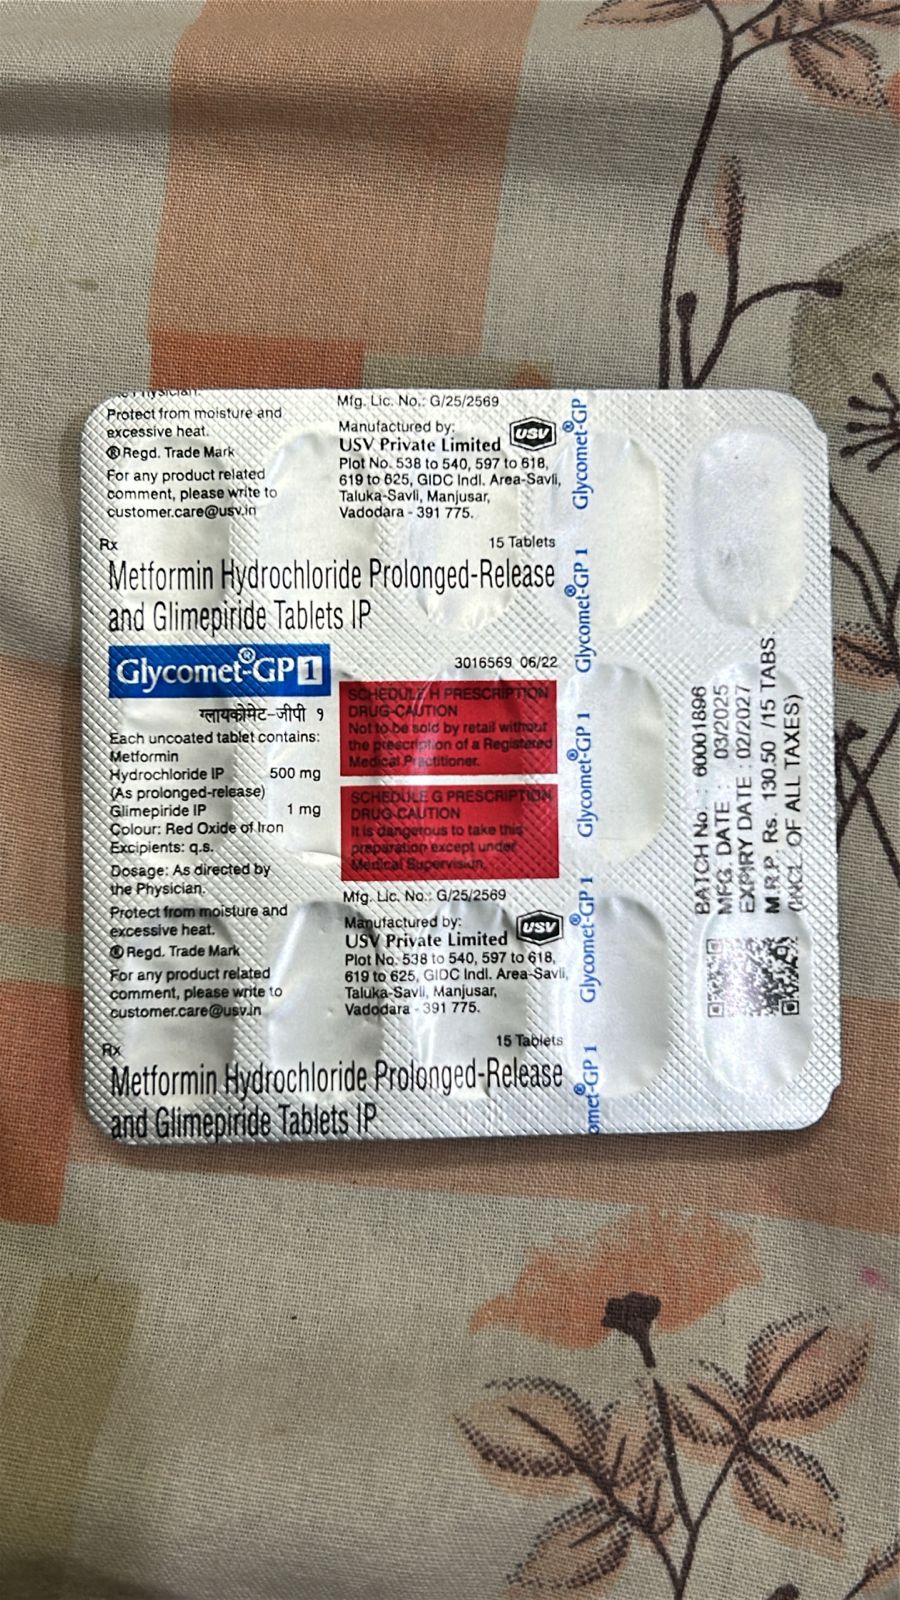 Protect from moisture and
excessive heat.
® Regd. Trade Mark
For any product related
comment, please write to
customer.care@usv.in
Mfg. Lic. No.: G/25/2569
Manufactured by:
USV Private Limited
USV
Plot No. 538 to 540, 597 to 618,
619 to 625, GIDC Indl. Area-Savli,
Taluka-Savli, Manjusar,
Vadodara - 391 775.
Rx
15 Tablets
Metformin Hydrochloride Prolonged-Release
and Glimepiride Tablets IP
Glycomet®-GP 1
3016569 06/22
ग्लायकोमेट-जीपी १
Each uncoated tablet contains:
Metformin
Hydrochloride IP 500 mg
(As prolonged-release)
Glimepiride IP 1 mg
Colour: Red Oxide of Iron
Excipients: q.s.
Dosage: As directed by
the Physician.
Protect from moisture and
excessive heat.
® Regd. Trade Mark
For any product related
comment, please write to
customer.care@usv.in
SCHEDULE H PRESCRIPTION
DRUG-CAUTION
Not to be sold by retail without
the prescription of a Registered
Medical Practitioner.
SCHEDULE G PRESCRIPTION
DRUG-CAUTION
It is dangerous to take this
preparation except under
Medical Supervision.
Mfg. Lic. No.: G/25/2569
Manufactured by:
USV Private Limited
USV
Plot No. 538 to 540, 597 to 618,
619 to 625, GIDC Indl. Area-Savli,
Taluka-Savli, Manjusar,
Vadodara - 391 775.
Rx
15 Tablets
Metformin Hydrochloride Prolonged-Release
and Glimepiride Tablets IP
Glycomet®-GP
Glycomet®-GP 1
Glycomet®-GP 1
Glycomet®-GP 1
omet®-GP 1
BATCH No. : 60001896
MFG DATE : 03/2025
EXPIRY DATE 02/2027
M.R.P. Rs. 130.50 /15 TABS.
(INCL. OF ALL TAXES)